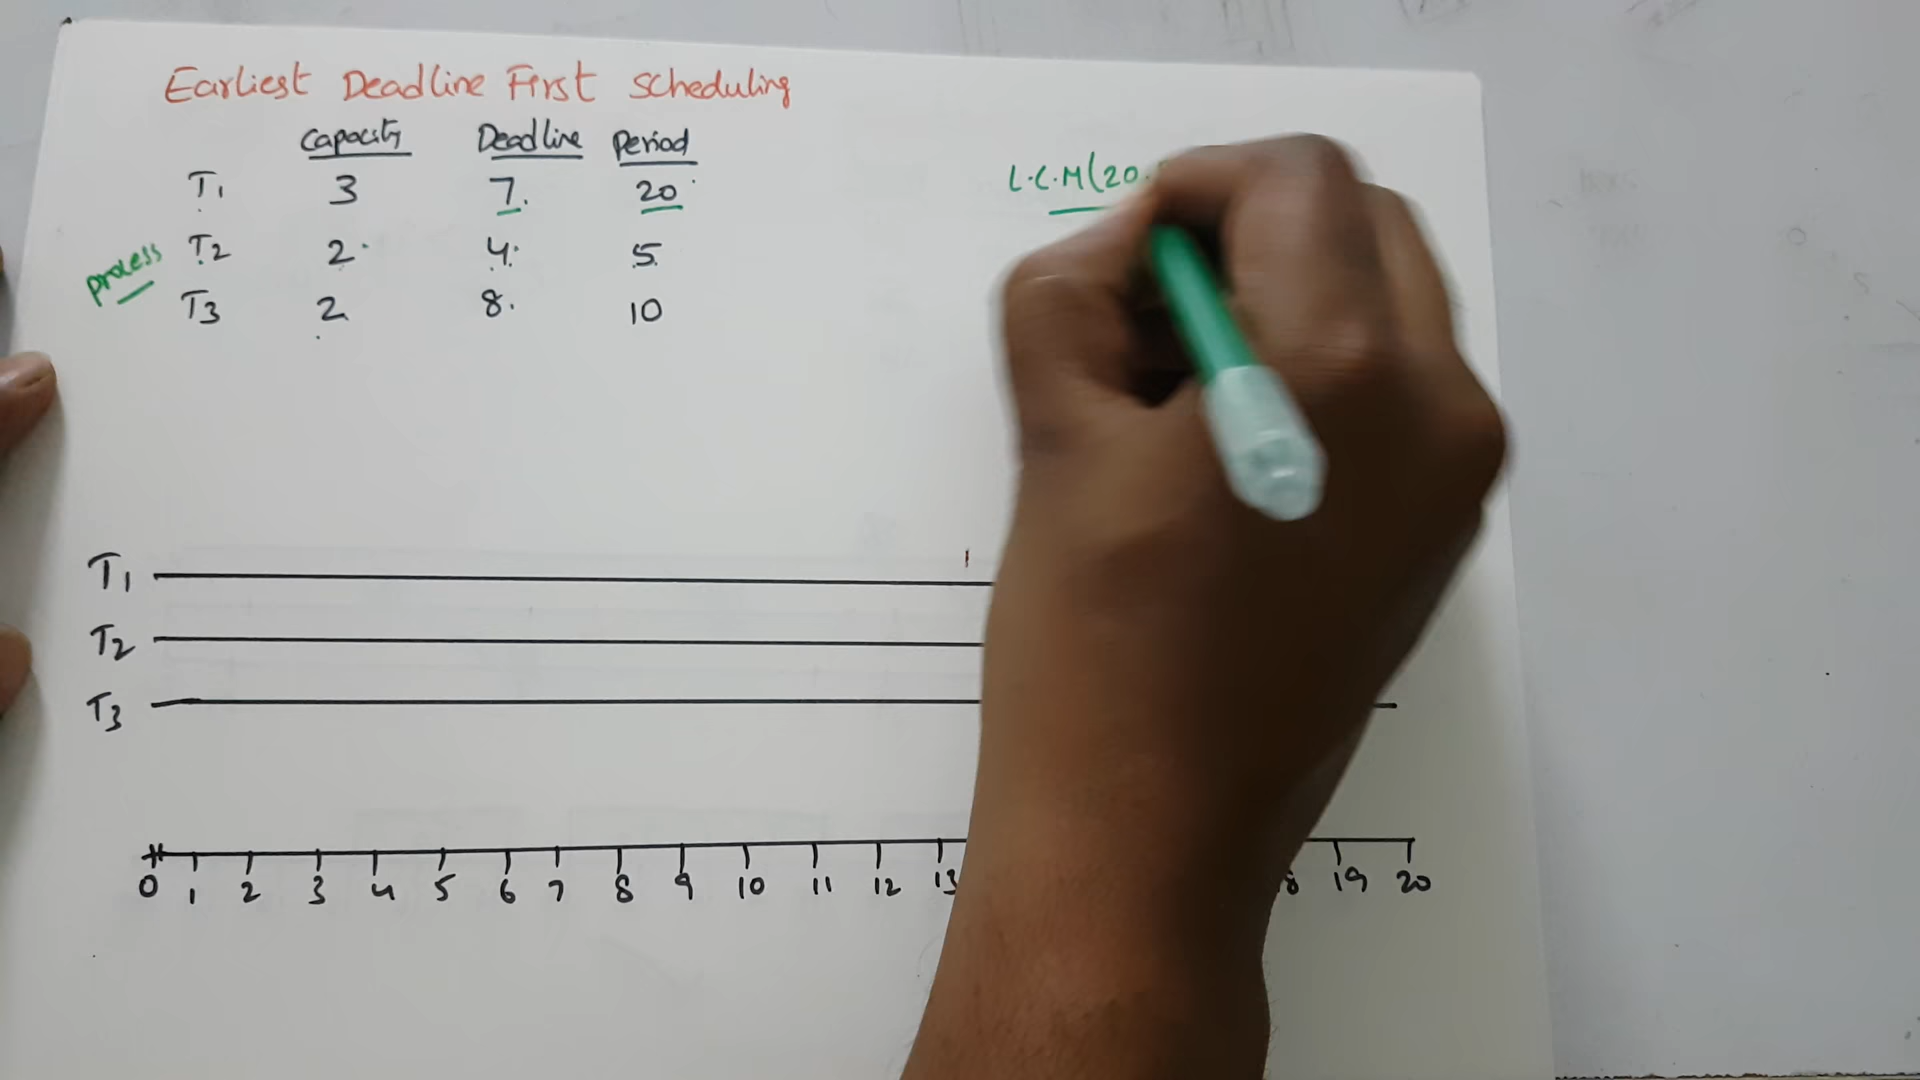 Earliest Deadline First Scheduling
Capacity Deadline Period
T1 3 7. 20
process T2 2 4. 5
T3 2 8. 10
L.C.M(20.
T1
T2
T3
0 1 2 3 4 5 6 7 8 9 10 11 12 13 8 19 20